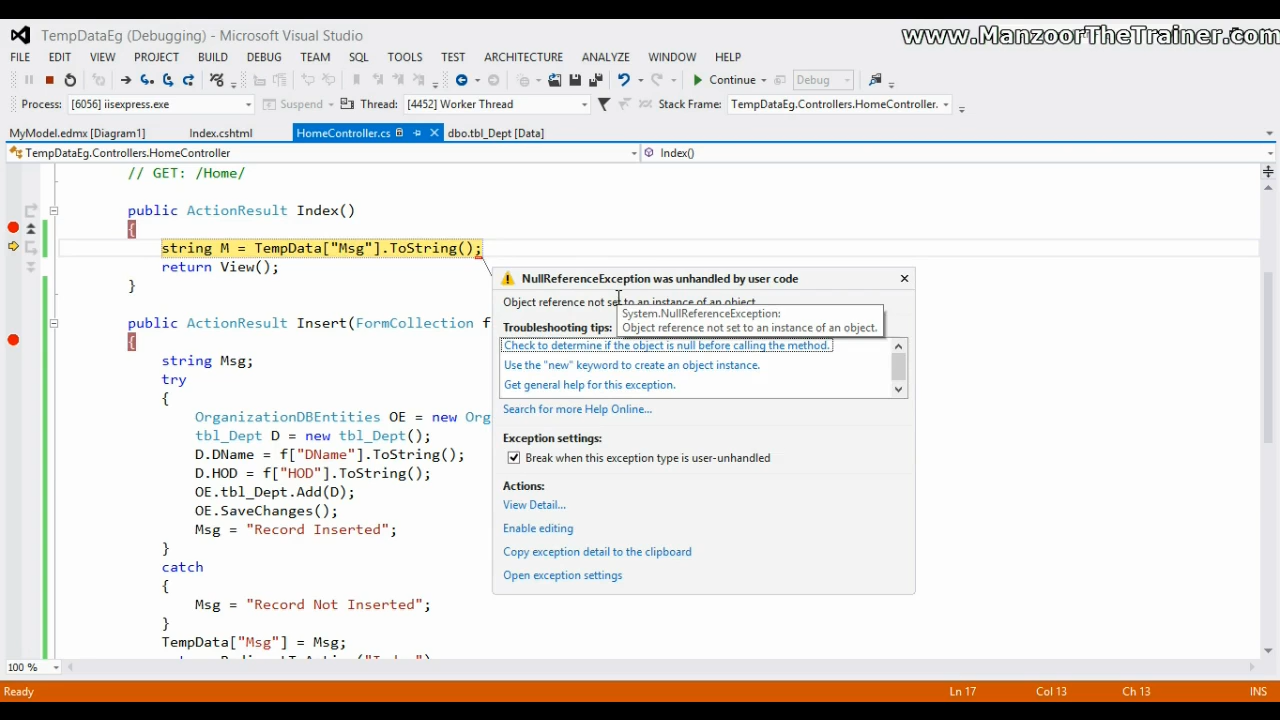 TempDataEg (Debugging) - Microsoft Visual Studio
www.ManzoorTheTrainer.com
FILE EDIT VIEW PROJECT BUILD DEBUG TEAM SQL TOOLS TEST ARCHITECTURE ANALYZE WINDOW HELP
Continue Debug
Process: [6056] iisexpress.exe Suspend Thread: [4452] Worker Thread Stack Frame: TempDataEg.Controllers.HomeController.
MyModel.edmx [Diagram1] Index.cshtml HomeController.cs dbo.tbl_Dept [Data]
TempDataEg.Controllers.HomeController Index()
// GET: /Home/
public ActionResult Index()
{
string M = TempData["Msg"].ToString();
return View();
}
NullReferenceException was unhandled by user code
Object reference not set to an instance of an object.
System.NullReferenceException:
Object reference not set to an instance of an object.
Troubleshooting tips:
Check to determine if the object is null before calling the method.
Use the "new" keyword to create an object instance.
Get general help for this exception.
Search for more Help Online...
Exception settings:
Break when this exception type is user-unhandled
Actions:
View Detail...
Enable editing
Copy exception detail to the clipboard
Open exception settings
public ActionResult Insert(FormCollection f
{
string Msg;
try
{
OrganizationDBEntities OE = new Org
tbl_Dept D = new tbl_Dept();
D.DName = f["DName"].ToString();
D.HOD = f["HOD"].ToString();
OE.tbl_Dept.Add(D);
OE.SaveChanges();
Msg = "Record Inserted";
}
catch
{
Msg = "Record Not Inserted";
}
TempData["Msg"] = Msg;
100 %
Ready Ln 17 Col 13 Ch 13 INS